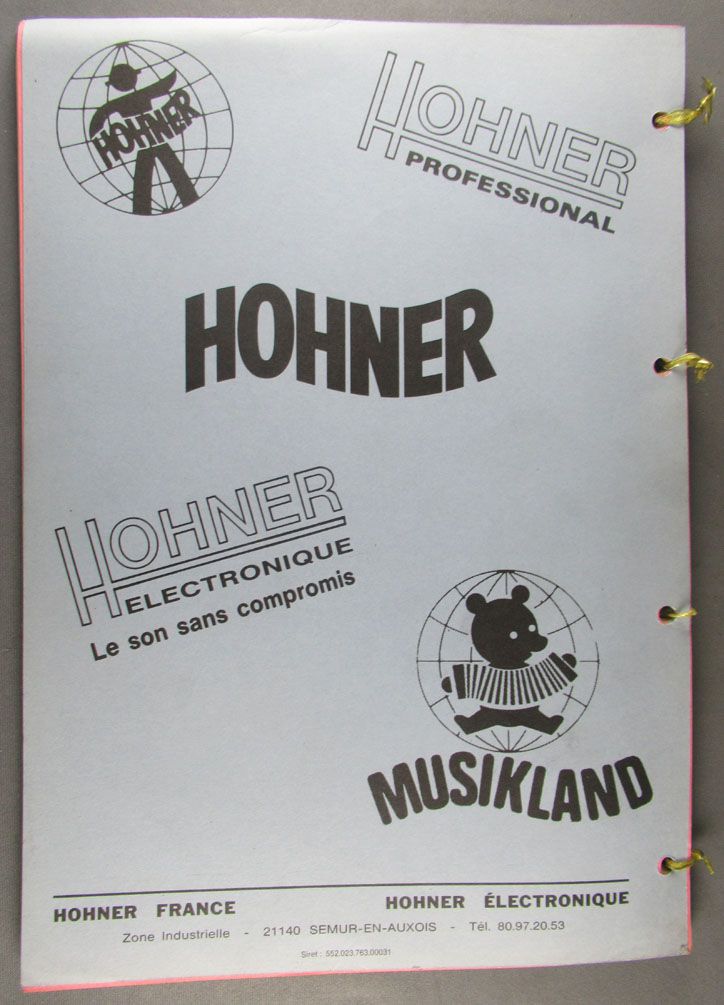 HOHNER
HOHNER
PROFESSIONAL
HOHNER
HOHNER
ELECTRONIQUE
Le son sans compromis
MUSIKLAND
HOHNER FRANCE HOHNER ÉLECTRONIQUE
Zone Industrielle - 21140 SEMUR-EN-AUXOIS - Tél. 80.97.20.53
Siret : 552.023.763.00031